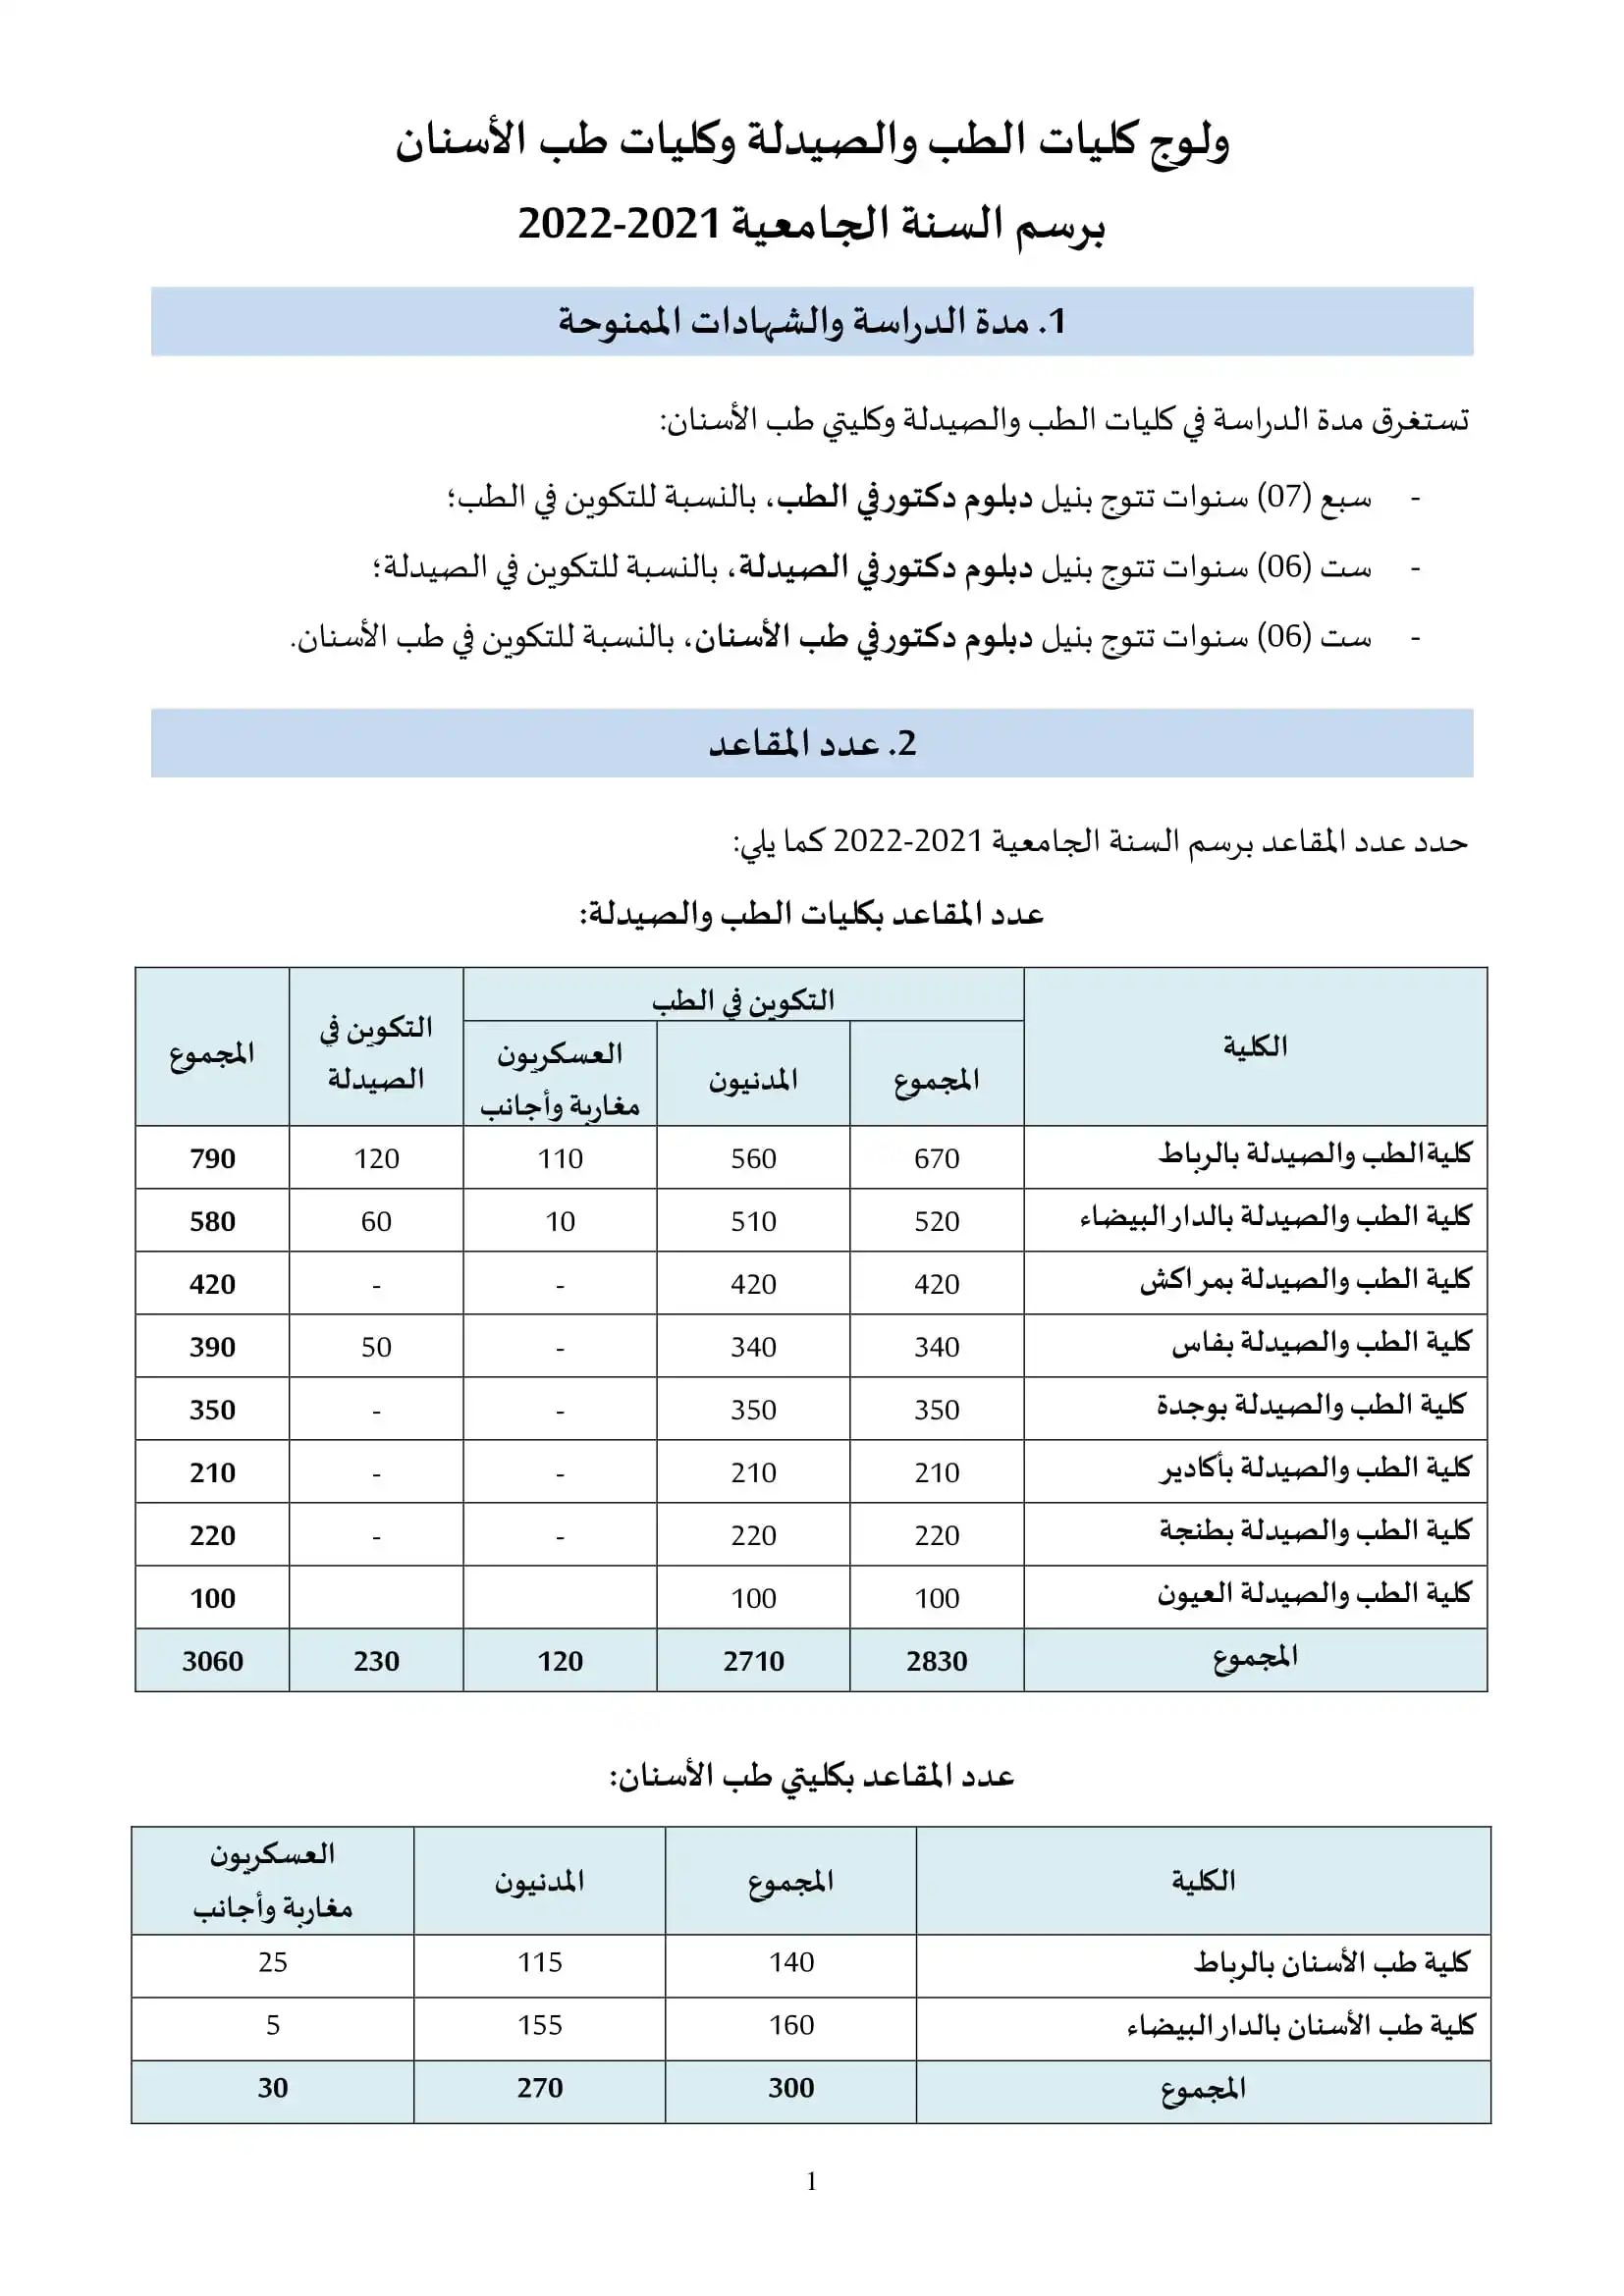 ولوج كليات الطب والصيدلة وكليات طب الأسنان
برسم السنة الجامعية 2021-2022
1. مدة الدراسة والشهادات الممنوحة
تستغرق مدة الدراسة في كليات الطب والصيدلة وكليتي طب الأسنان:
- سبع (07) سنوات تتوج بنيل دبلوم دكتور في الطب، بالنسبة للتكوين في الطب؛
- ست (06) سنوات تتوج بنيل دبلوم دكتور في الصيدلة، بالنسبة للتكوين في الصيدلة؛
- ست (06) سنوات تتوج بنيل دبلوم دكتور في طب الأسنان، بالنسبة للتكوين في طب الأسنان.
2. عدد المقاعد
حدد عدد المقاعد برسم السنة الجامعية 2021-2022 كما يلي:
عدد المقاعد بكليات الطب والصيدلة:
الكلية التكوين في الطب التكوين في الصيدلة المجموع
المجموع المدنيون العسكريون مغاربة وأجانب
كلية الطب والصيدلة بالرباط 670 560 110 120 790
كلية الطب والصيدلة بالدار البيضاء 520 510 10 60 580
كلية الطب والصيدلة بمراكش 420 420 - - 420
كلية الطب والصيدلة بفاس 340 340 - 50 390
كلية الطب والصيدلة بوجدة 350 350 - - 350
كلية الطب والصيدلة بأكادير 210 210 - - 210
كلية الطب والصيدلة بطنجة 220 220 - - 220
كلية الطب والصيدلة العيون 100 100 100
المجموع 2830 2710 120 230 3060
عدد المقاعد بكليتي طب الأسنان:
الكلية المجموع المدنيون العسكريون مغاربة وأجانب
كلية طب الأسنان بالرباط 140 115 25
كلية طب الأسنان بالدار البيضاء 160 155 5
المجموع 300 270 30
1